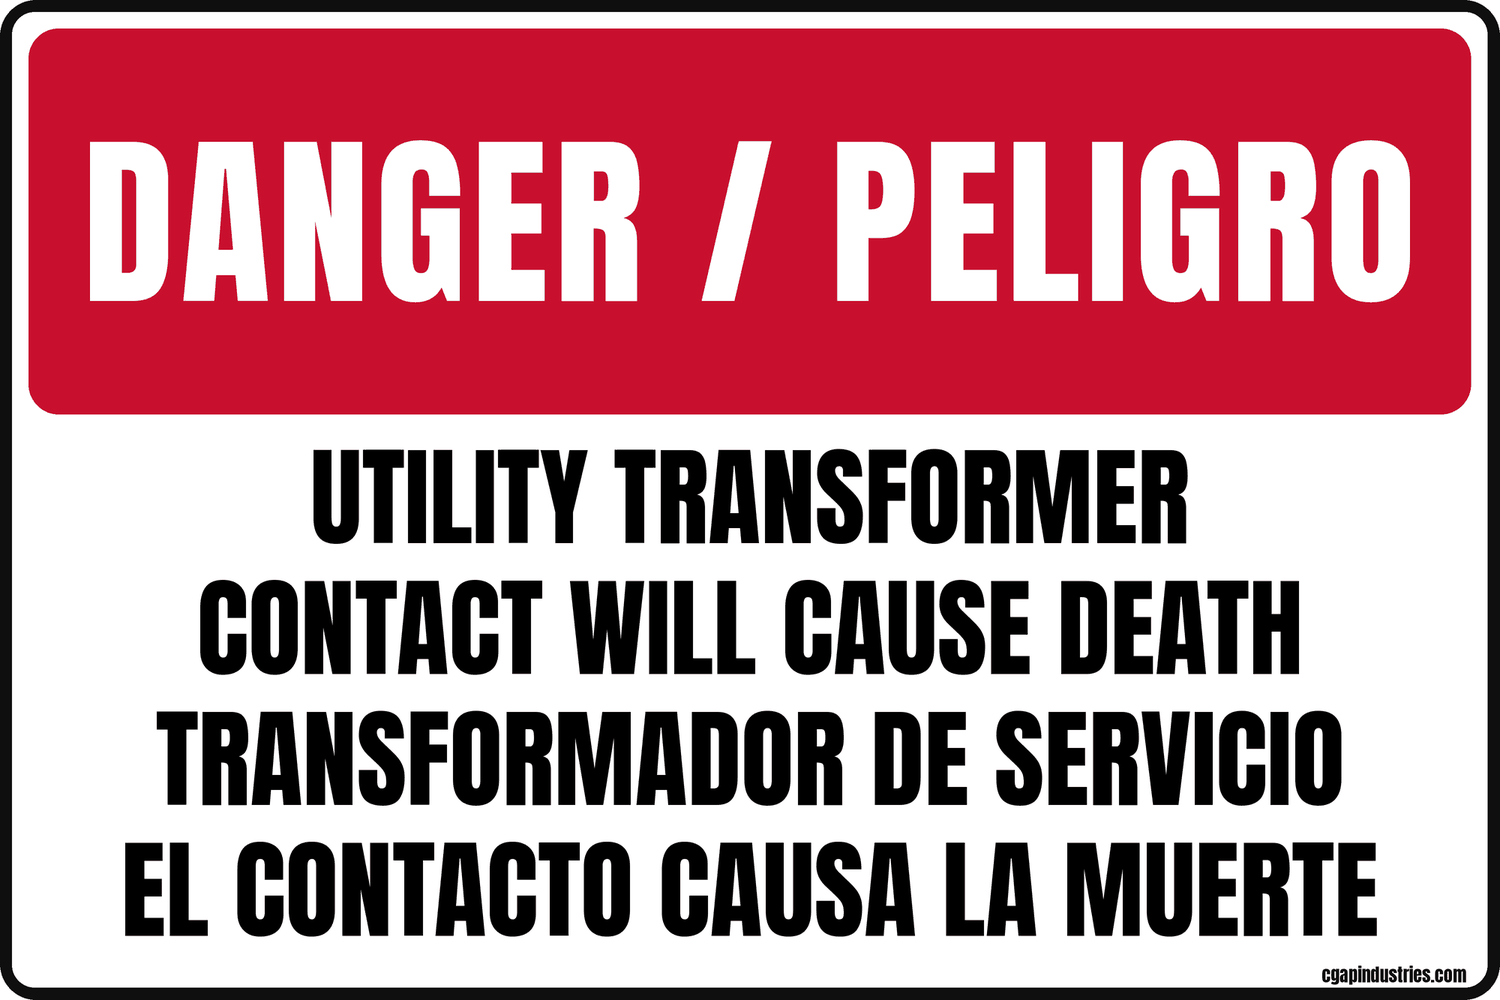 DANGER / PELIGRO
UTILITY TRANSFORMER
CONTACT WILL CAUSE DEATH
TRANSFORMADOR DE SERVICIO
EL CONTACTO CAUSA LA MUERTE
cgapindustries.com